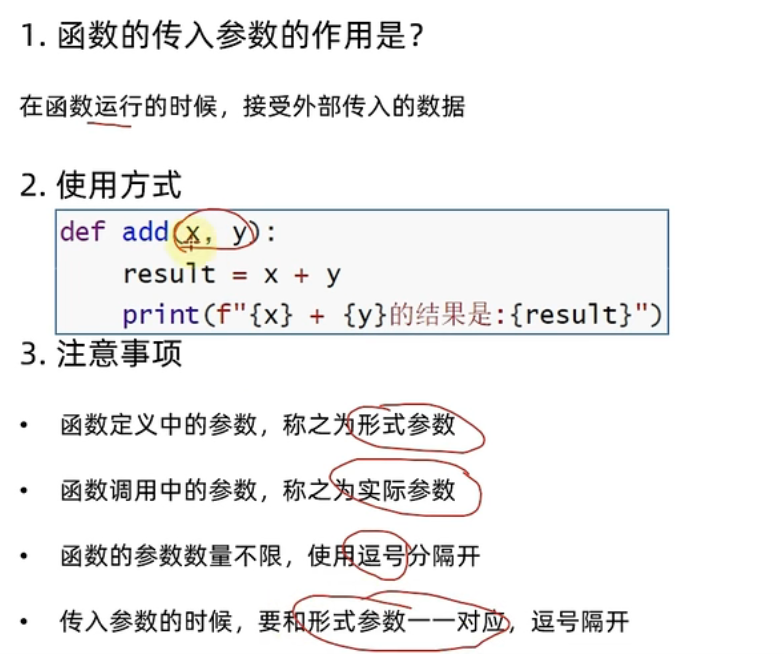 1. 函数的传入参数的作用是？
在函数运行的时候，接受外部传入的数据
2. 使用方式
def add(x, y):
    result = x + y
    print(f"{x} + {y}的结果是:{result}")
3. 注意事项
• 函数定义中的参数，称之为形式参数
• 函数调用中的参数，称之为实际参数
• 函数的参数数量不限，使用逗号分隔开
• 传入参数的时候，要和形式参数一一对应，逗号隔开